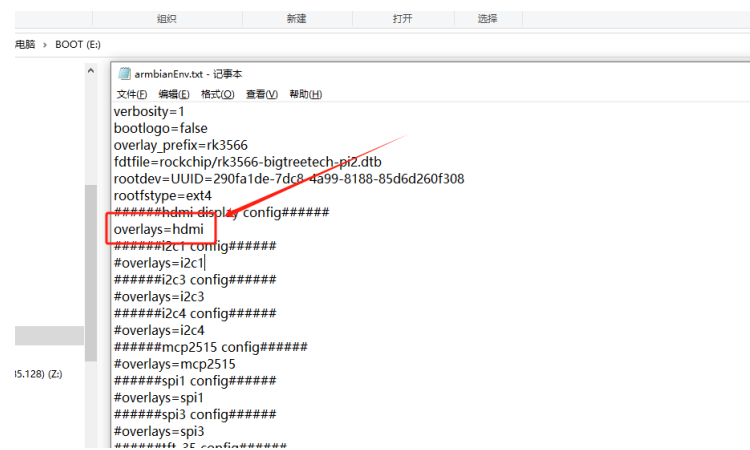 组织 新建 打开 选择
电脑 › BOOT (E:)
armbianEnv.txt - 记事本
文件(F) 编辑(E) 格式(O) 查看(V) 帮助(H)
verbosity=1
bootlogo=false
overlay_prefix=rk3566
fdtfile=rockchip/rk3566-bigtreetech-pi2.dtb
rootdev=UUID=290fa1de-7dc8-4a99-8188-85d6d260f308
rootfstype=ext4
######hdmi display config######
overlays=hdmi
######i2c1 config######
#overlays=i2c1
######i2c3 config######
#overlays=i2c3
######i2c4 config######
#overlays=i2c4
######mcp2515 config######
#overlays=mcp2515
######spi1 config######
#overlays=spi1
######spi3 config######
#overlays=spi3
######tft_35 config######
35.128) (Z:)